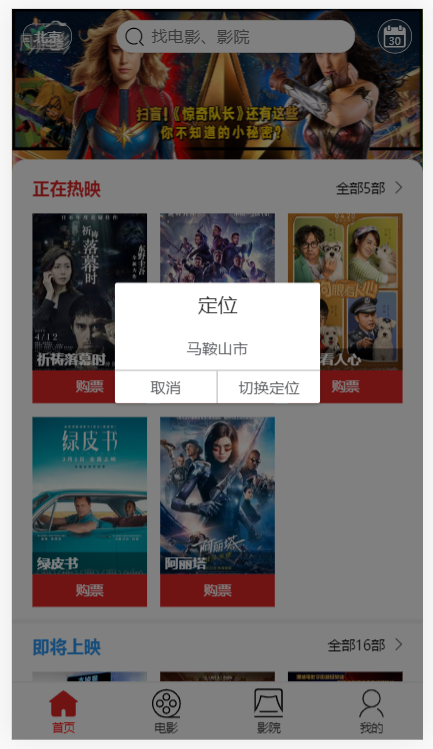 北京
找电影、影院
30
扫盲!《惊奇队长》还有这些
你不知道的小秘密?
正在热映
全部5部
祈祷落幕时
4/12
祈祷落幕时
看人心
购票
购票
定位
马鞍山市
取消
切换定位
绿皮书
绿皮书
阿丽塔
阿丽塔
购票
购票
即将上映
全部16部
首页
电影
影院
我的